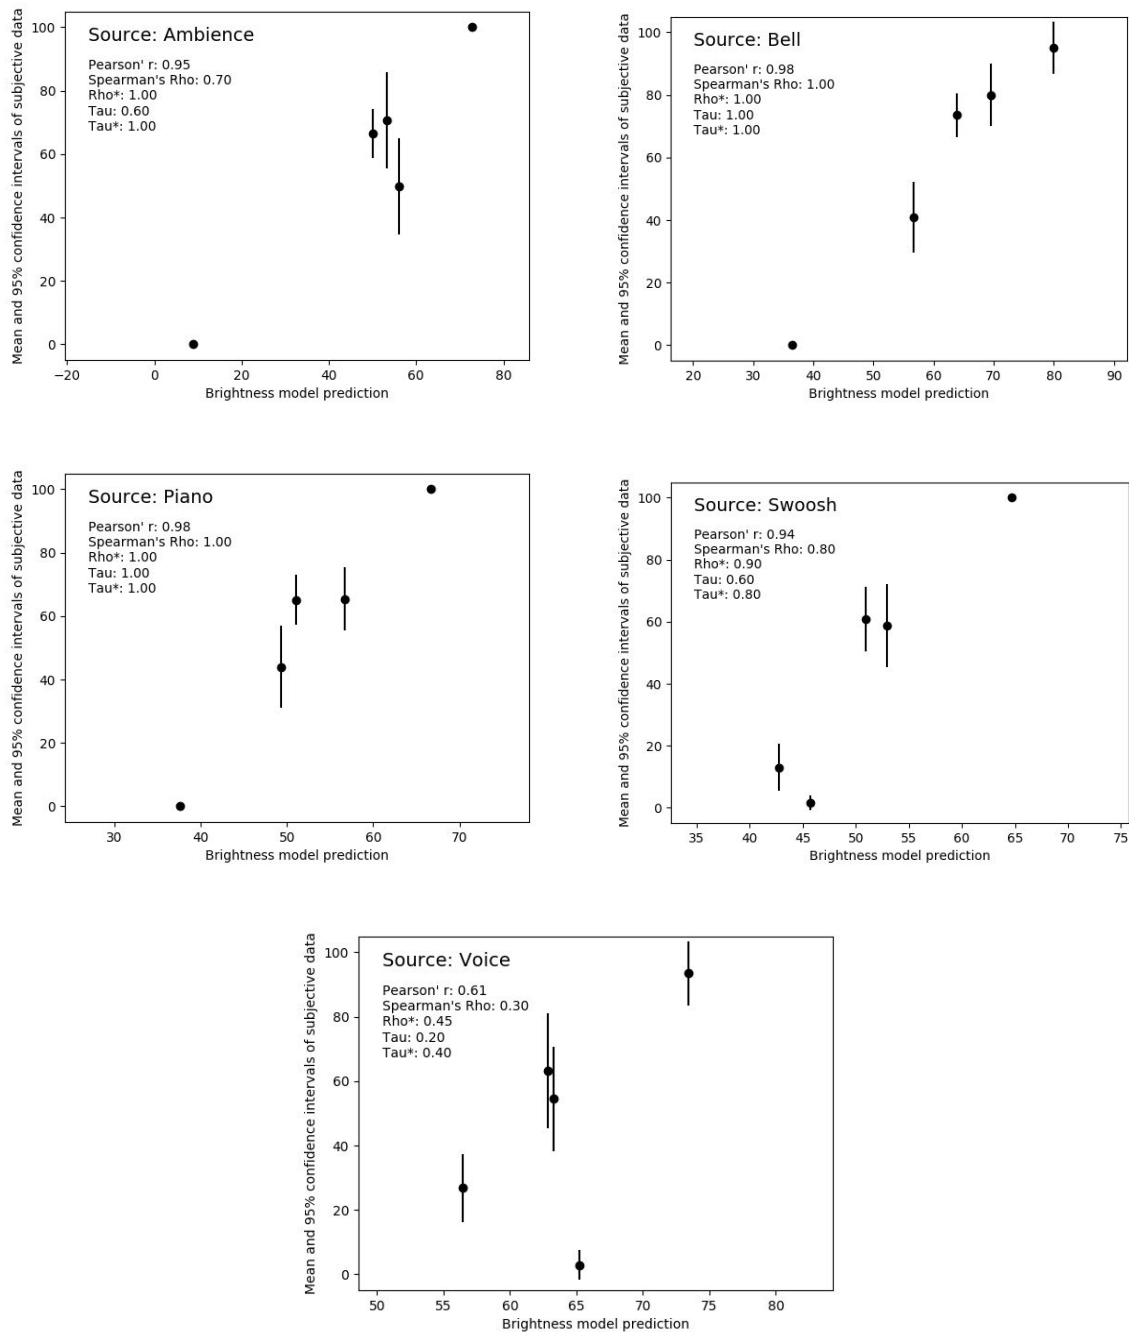 Source: Ambience
Pearson' r: 0.95
Spearman's Rho: 0.70
Rho*: 1.00
Tau: 0.60
Tau*: 1.00
Mean and 95% confidence intervals of subjective data
100
80
60
40
20
0
−20 0 20 40 60 80
Brightness model prediction
Source: Bell
Pearson' r: 0.98
Spearman's Rho: 1.00
Rho*: 1.00
Tau: 1.00
Tau*: 1.00
Mean and 95% confidence intervals of subjective data
100
80
60
40
20
0
20 30 40 50 60 70 80 90
Brightness model prediction
Source: Piano
Pearson' r: 0.98
Spearman's Rho: 1.00
Rho*: 1.00
Tau: 1.00
Tau*: 1.00
Mean and 95% confidence intervals of subjective data
100
80
60
40
20
0
30 40 50 60 70
Brightness model prediction
Source: Swoosh
Pearson' r: 0.94
Spearman's Rho: 0.80
Rho*: 0.90
Tau: 0.60
Tau*: 0.80
Mean and 95% confidence intervals of subjective data
100
80
60
40
20
0
35 40 45 50 55 60 65 70 75
Brightness model prediction
Source: Voice
Pearson' r: 0.61
Spearman's Rho: 0.30
Rho*: 0.45
Tau: 0.20
Tau*: 0.40
Mean and 95% confidence intervals of subjective data
100
80
60
40
20
0
50 55 60 65 70 75 80
Brightness model prediction